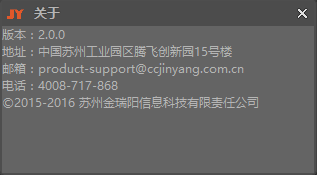 JY 关于
版本：2.0.0
地址：中国苏州工业园区腾飞创新园15号楼
邮箱：product-support@ccjinyang.com.cn
电话：4008-717-868
©2015-2016 苏州金瑞阳信息科技有限责任公司